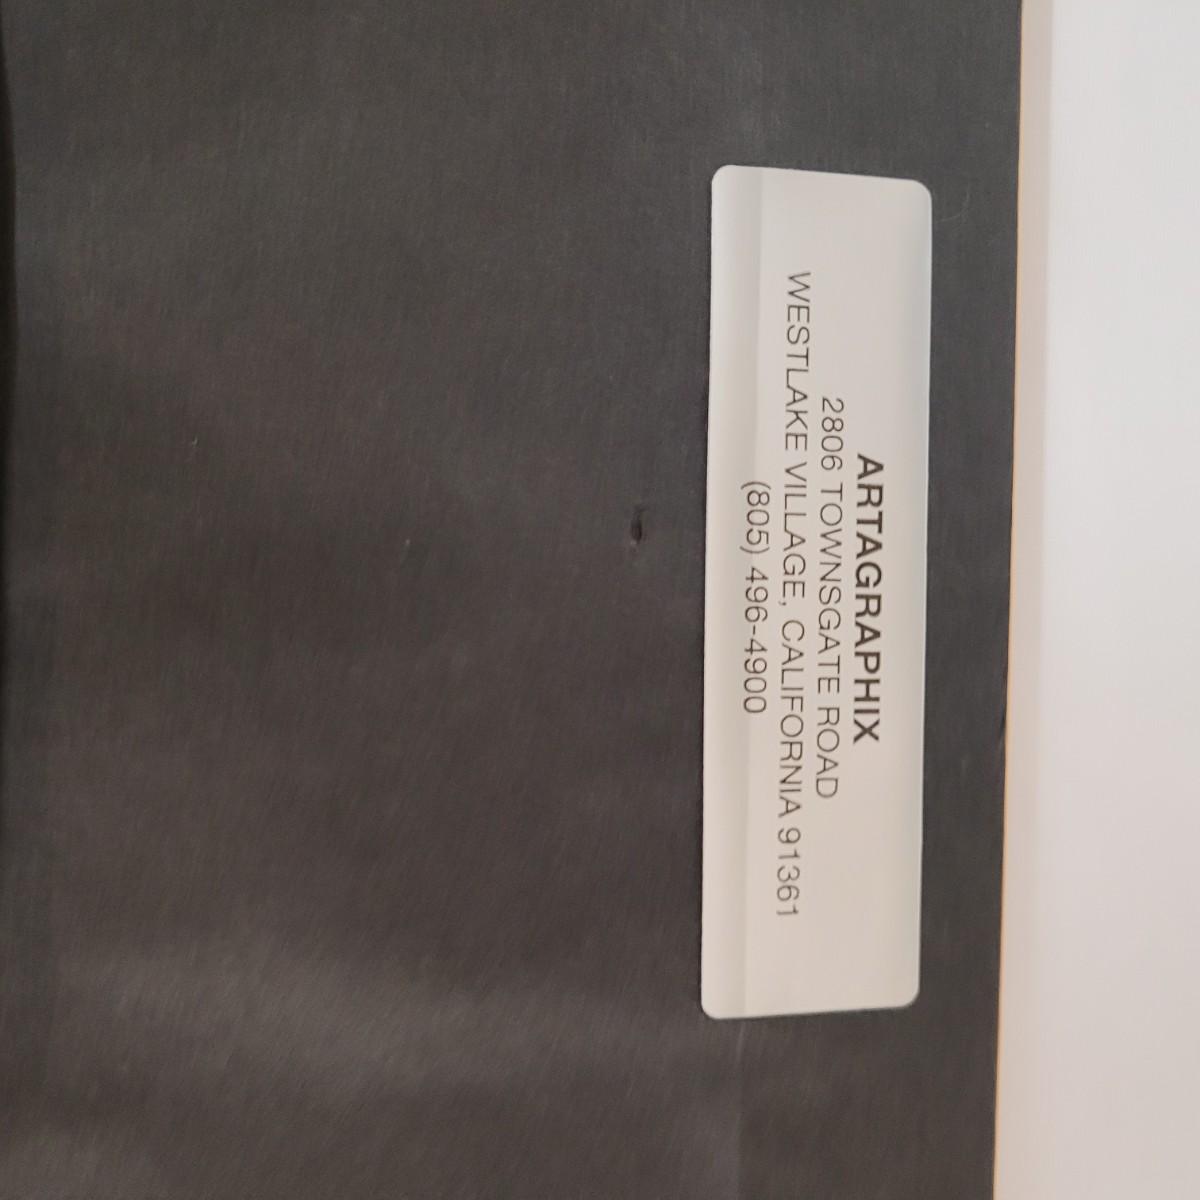 ARTAGRAPHIX
2806 TOWNSGATE ROAD
WESTLAKE VILLAGE, CALIFORNIA 91361
(805) 496-4900